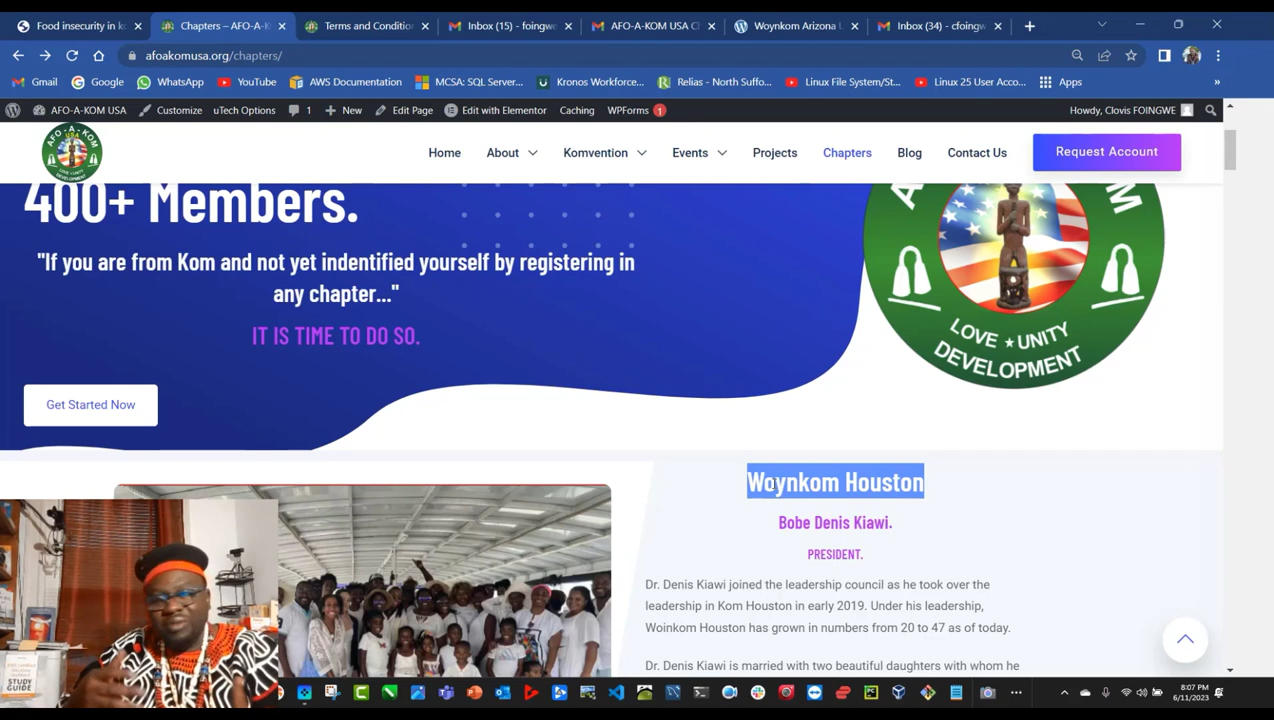 Food insecurity in k
Chapters – AFO-A-K
Terms and Conditio
Inbox (15) - foingwe
AFO-A-KOM USA C
Woynkom Arizona
Inbox (34) - cfoingw
afoakomusa.org/chapters/
Gmail
Google
WhatsApp
YouTube
AWS Documentation
MCSA: SQL Server...
Kronos Workforce...
Relias - North Suffo...
Linux File System/St...
Linux 25 User Acco...
Apps
AFO-A-KOM USA
Customize
uTech Options
1
New
Edit Page
Edit with Elementor
Caching
WPForms 1
Howdy, Clovis FOINGWE
AFO-A-KOM
USA
DEVELOPMENT
Home
About
Komvention
Events
Projects
Chapters
Blog
Contact Us
Request Account
400+ Members.
"If you are from Kom and not yet indentified yourself by registering in
any chapter..."
IT IS TIME TO DO SO.
Get Started Now
LOVE ★ UNITY
DEVELOPMENT
Woynkom Houston
Bobe Denis Kiawi.
PRESIDENT.
Dr. Denis Kiawi joined the leadership council as he took over the
leadership in Kom Houston in early 2019. Under his leadership,
Woinkom Houston has grown in numbers from 20 to 47 as of today.
Dr. Denis Kiawi is married with two beautiful daughters with whom he
STUDY
GUIDE
8:07 PM
6/11/2023